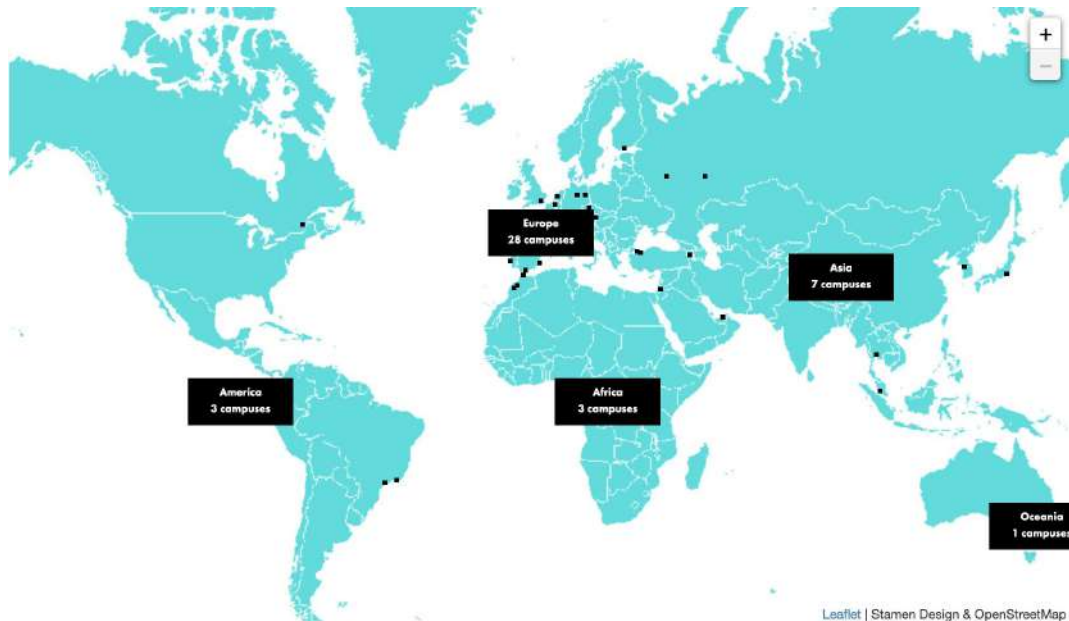 +
−
Europe
28 campuses
Asia
7 campuses
America
3 campuses
Africa
3 campuses
Oceania
1 campuses
Leaflet | Stamen Design & OpenStreetMap